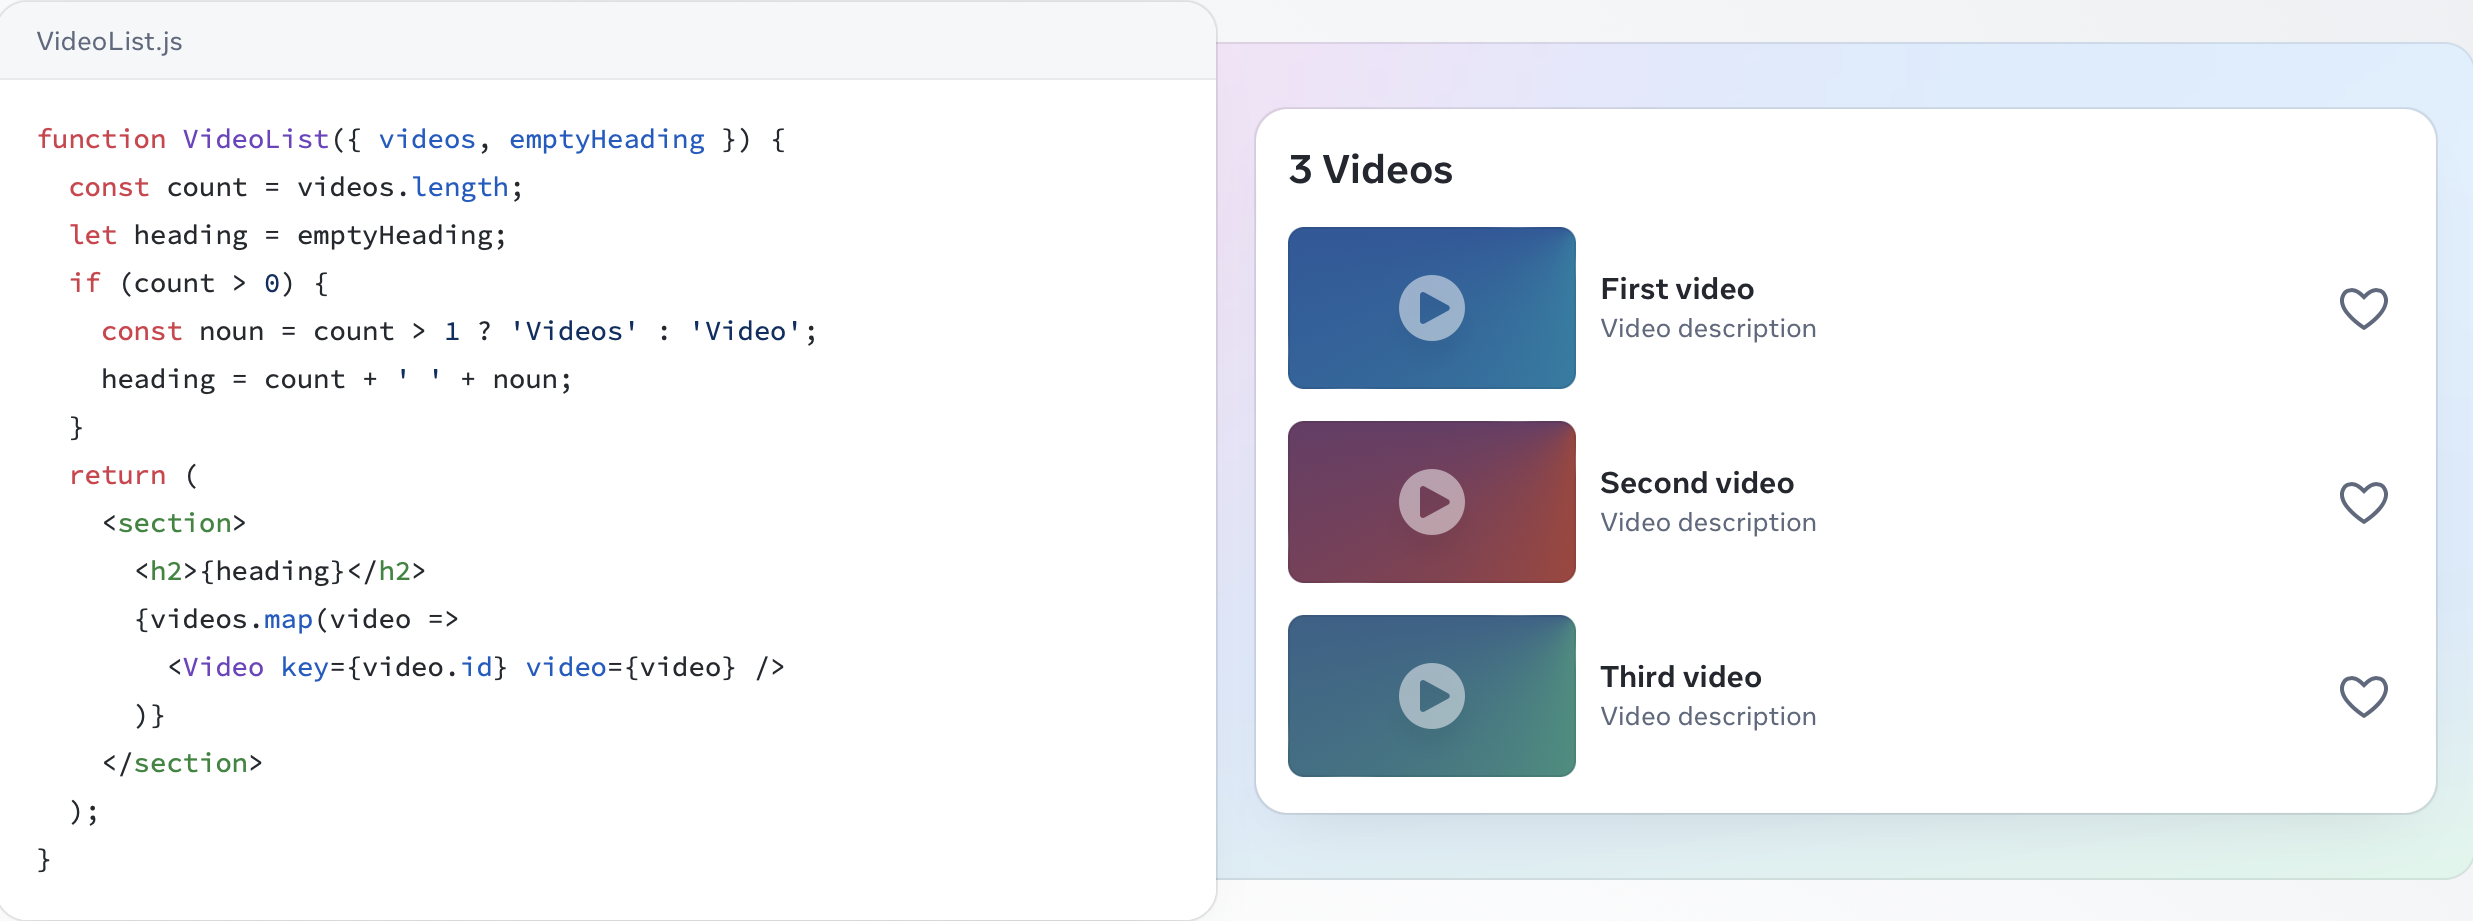 VideoList.js
function VideoList({ videos, emptyHeading }) {
  const count = videos.length;
  let heading = emptyHeading;
  if (count > 0) {
    const noun = count > 1 ? 'Videos' : 'Video';
    heading = count + ' ' + noun;
  }
  return (
    <section>
      <h2>{heading}</h2>
      {videos.map(video =>
        <Video key={video.id} video={video} />
      )}
    </section>
  );
}
3 Videos
First video
Video description
Second video
Video description
Third video
Video description